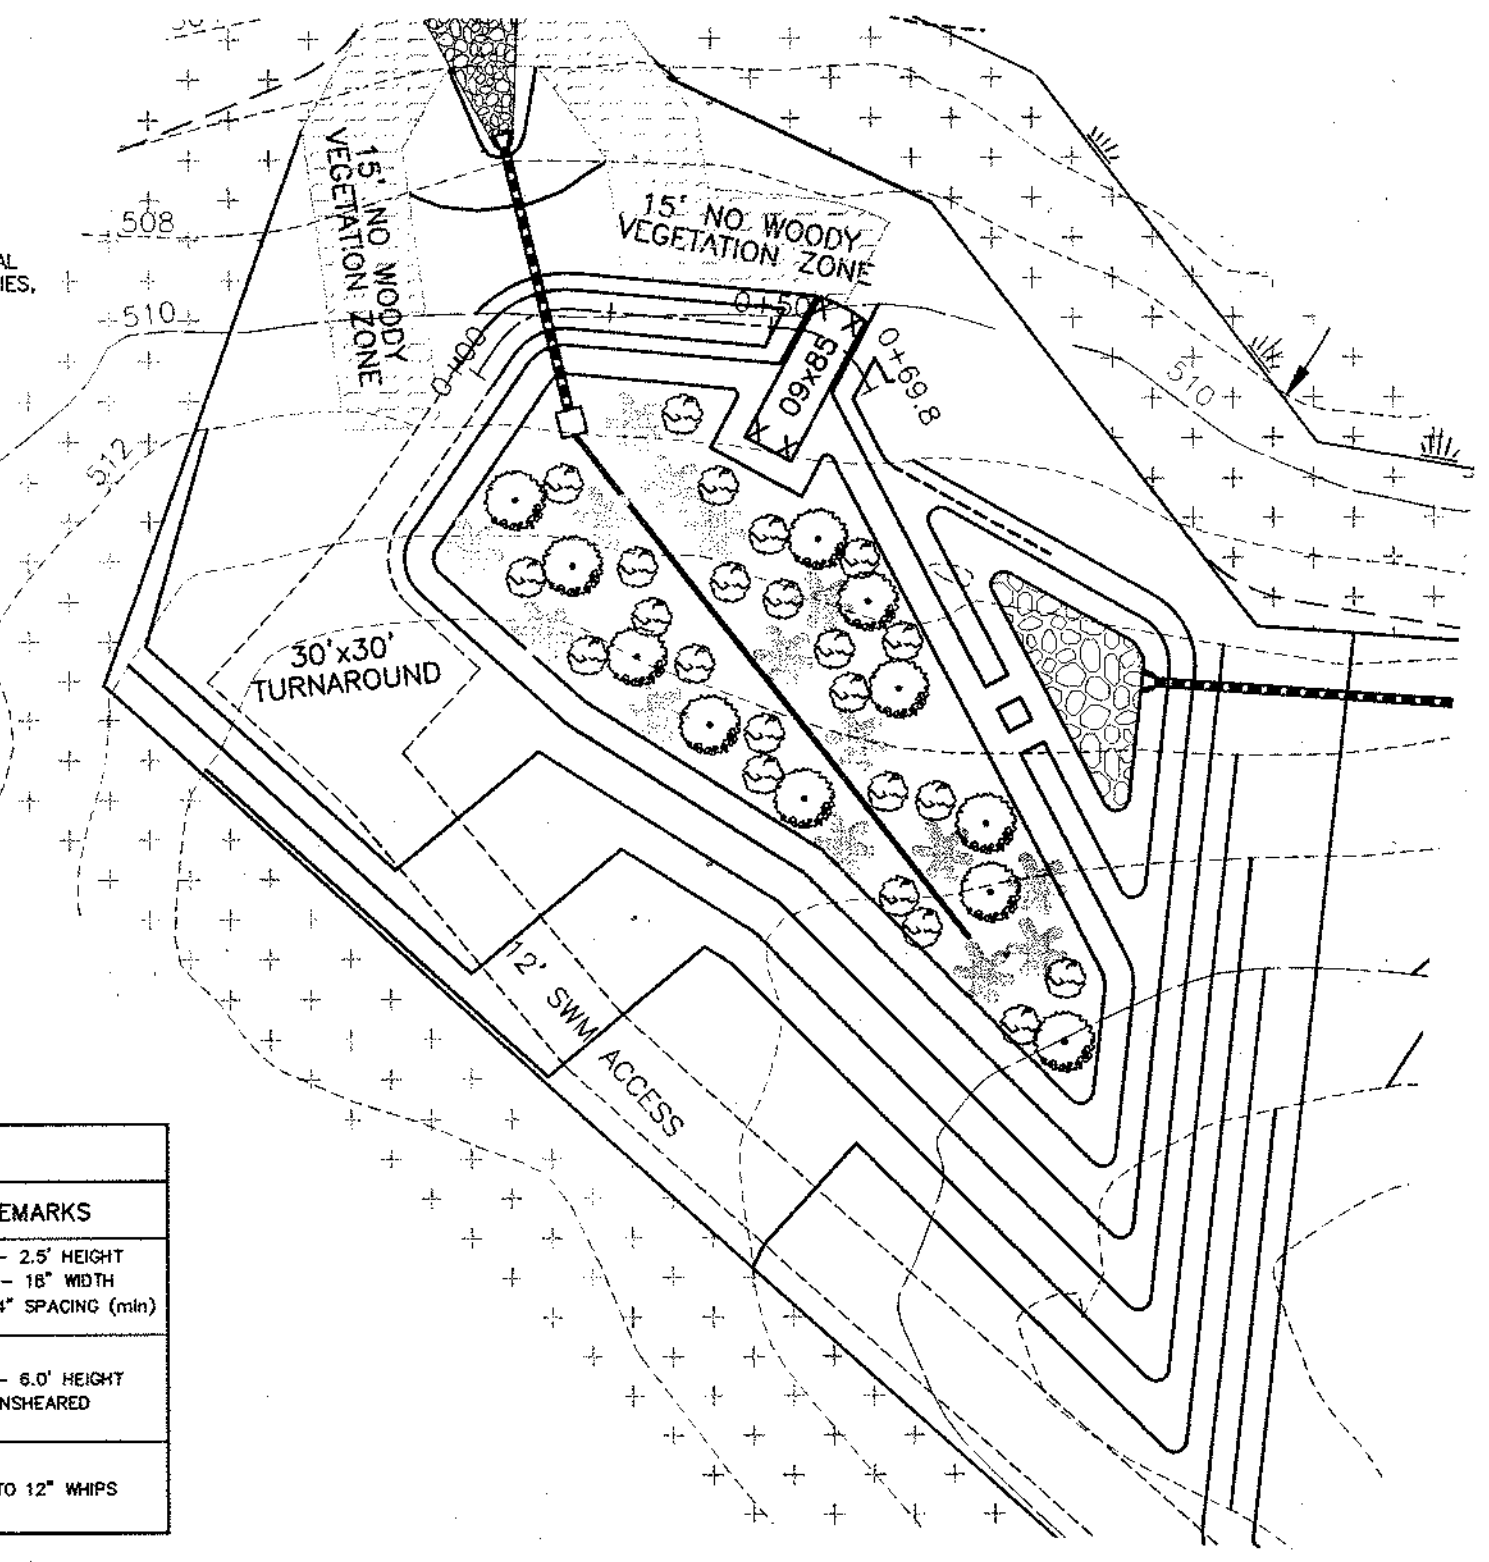 508
AL
IES,
510
512
15' NO WOODY
VEGETATION ZONE
15' NO WOODY
VEGETATION ZONE
0+00
0+50
0+69.8
09x85
510
30'x30'
TURNAROUND
12' SWM ACCESS
EMARKS
- 2.5' HEIGHT
- 18" WIDTH
4" SPACING (min)
- 6.0' HEIGHT
NSHEARED
TO 12" WHIPS